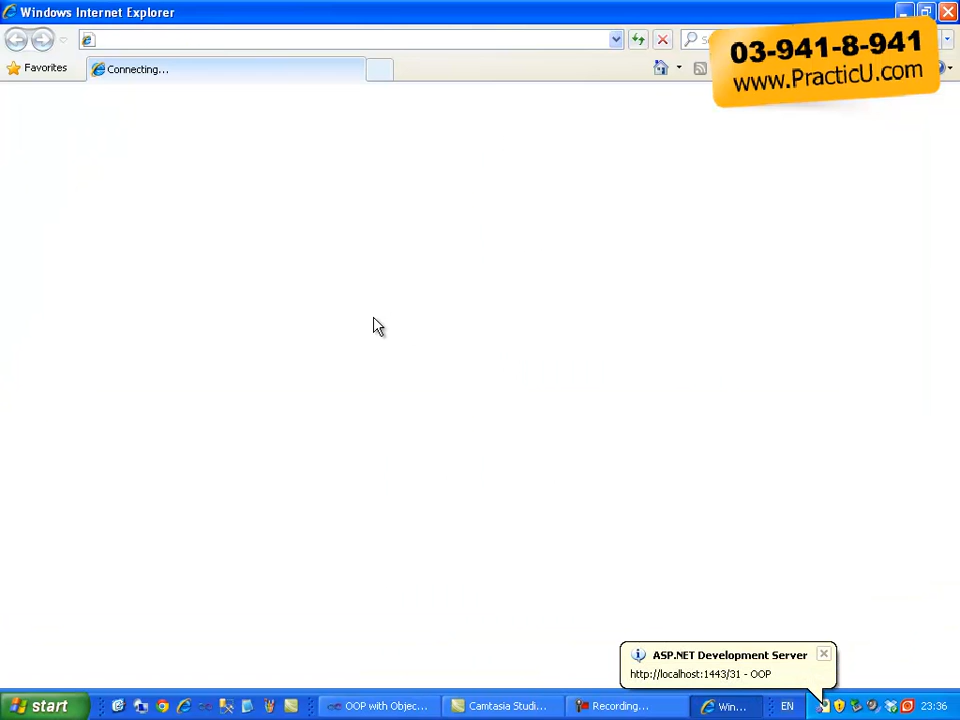 Windows Internet Explorer
03-941-8-941
www.PracticU.com
Favorites
Connecting...
ASP.NET Development Server
http://localhost:1443/31 - OOP
start
OOP with Objec...
Camtasia Studi...
Recording...
Win...
EN
23:36